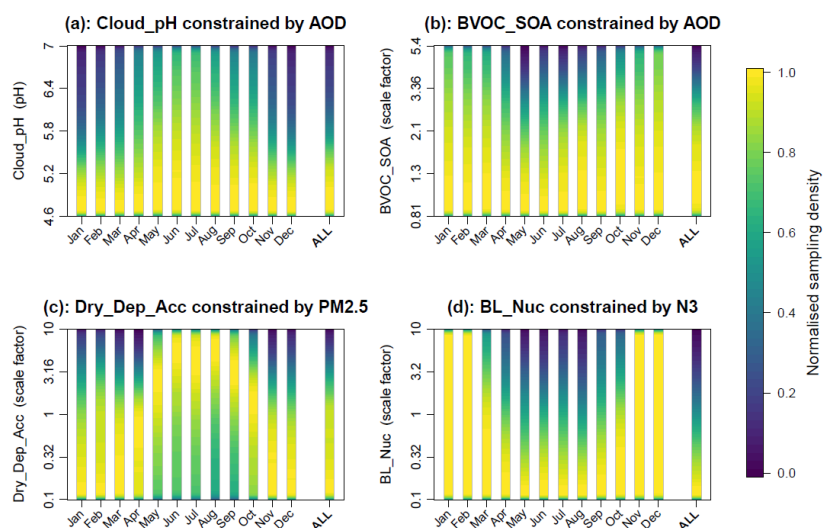 (a): Cloud_pH constrained by AOD
Cloud_pH (pH)
7
6.4
5.8
5.2
4.6
Jan Feb Mar Apr May Jun Jul Aug Sep Oct Nov Dec ALL
(b): BVOC_SOA constrained by AOD
BVOC_SOA (scale factor)
5.4
3.36
2.1
1.3
0.81
Jan Feb Mar Apr May Jun Jul Aug Sep Oct Nov Dec ALL
(c): Dry_Dep_Acc constrained by PM2.5
Dry_Dep_Acc (scale factor)
10
3.16
1
0.32
0.1
Jan Feb Mar Apr May Jun Jul Aug Sep Oct Nov Dec ALL
(d): BL_Nuc constrained by N3
BL_Nuc (scale factor)
10
3.16
1
0.32
0.1
Jan Feb Mar Apr May Jun Jul Aug Sep Oct Nov Dec ALL
1.0
0.8
0.6
0.4
0.2
0.0
Normalised sampling density